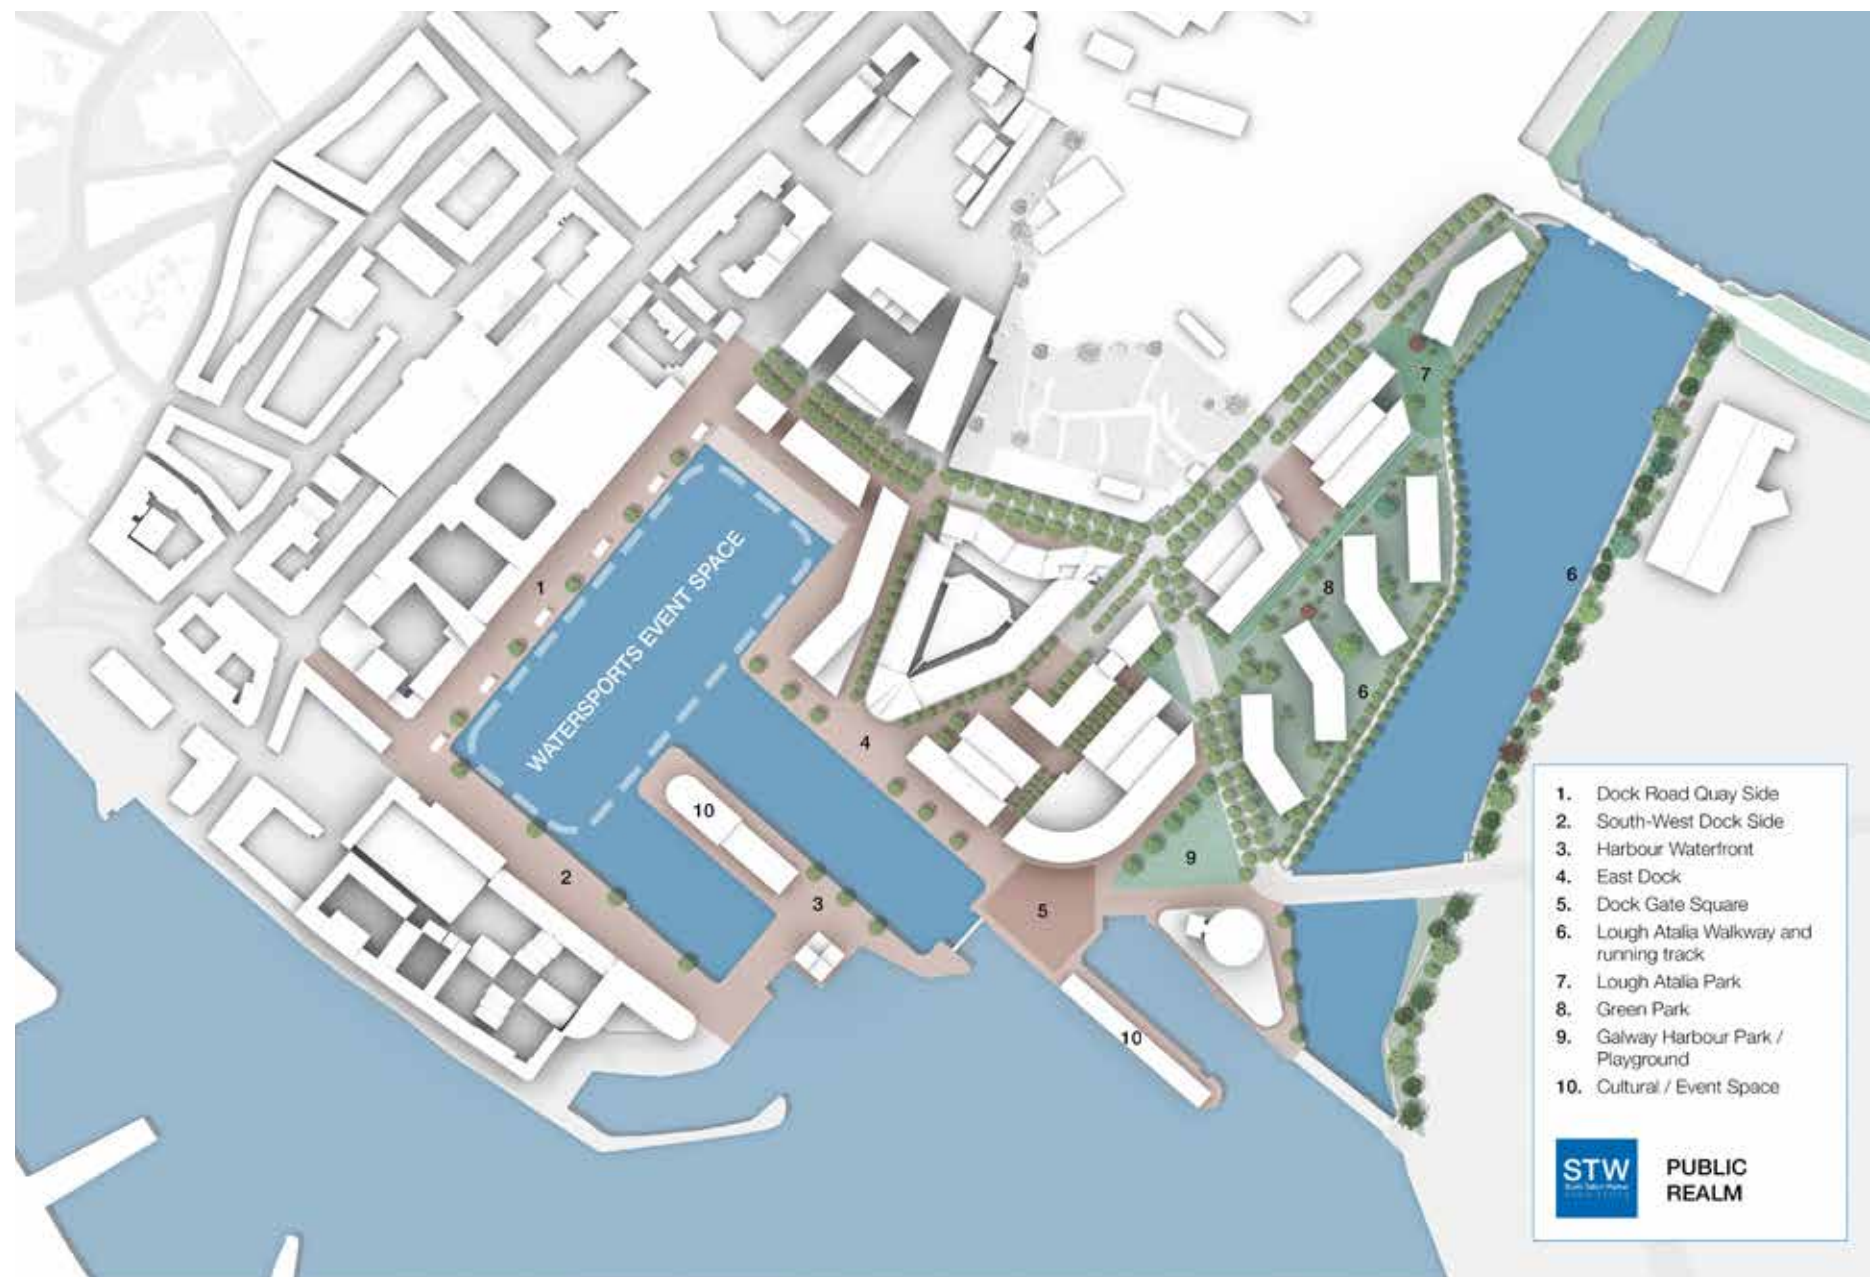 WATERSPORTS EVENT SPACE
1
2
3
4
5
6
6
7
8
9
10
10
1. Dock Road Quay Side
2. South-West Dock Side
3. Harbour Waterfront
4. East Dock
5. Dock Gate Square
6. Lough Atalia Walkway and
running track
7. Lough Atalia Park
8. Green Park
9. Galway Harbour Park /
Playground
10. Cultural / Event Space
STW
PUBLIC
REALM